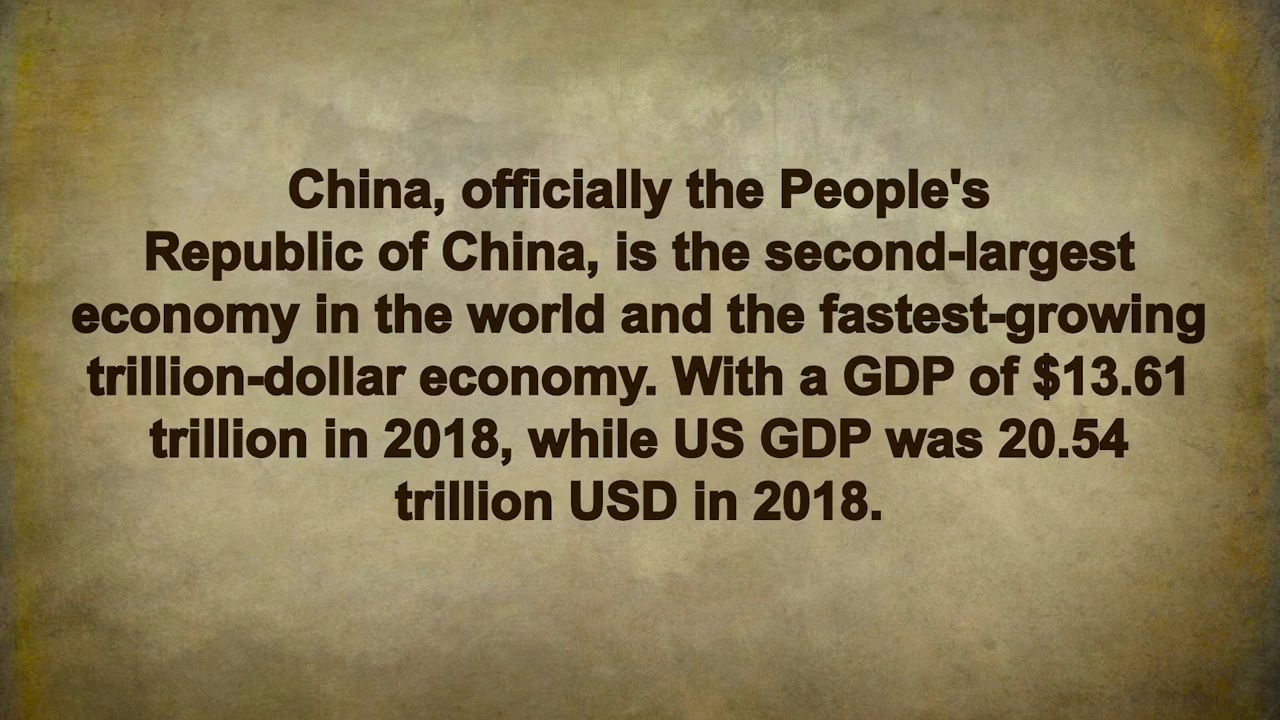 China, officially the People's
Republic of China, is the second-largest
economy in the world and the fastest-growing
trillion-dollar economy. With a GDP of $13.61
trillion in 2018, while US GDP was 20.54
trillion USD in 2018.